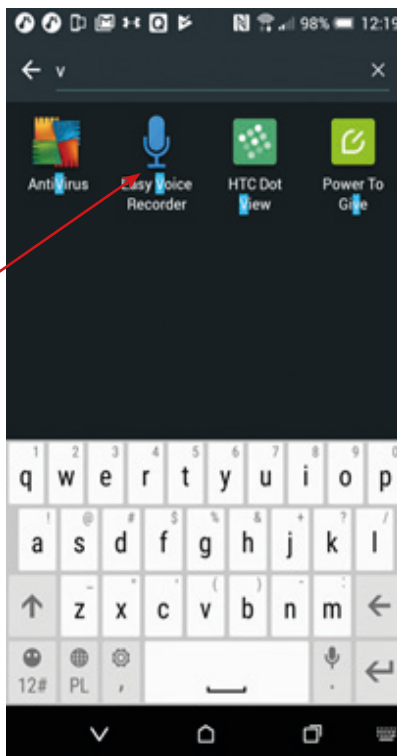 98% 12:19
v
AntiVirus
Easy Voice
Recorder
HTC Dot
View
Power To
Give
1 2 3 4 5 6 7 8 9 0
q w e r t y u i o p
! @ # $ % & + ? /
a s d f g h j k l
- " ' ( ) - :
z x c v b n m
12# PL , .